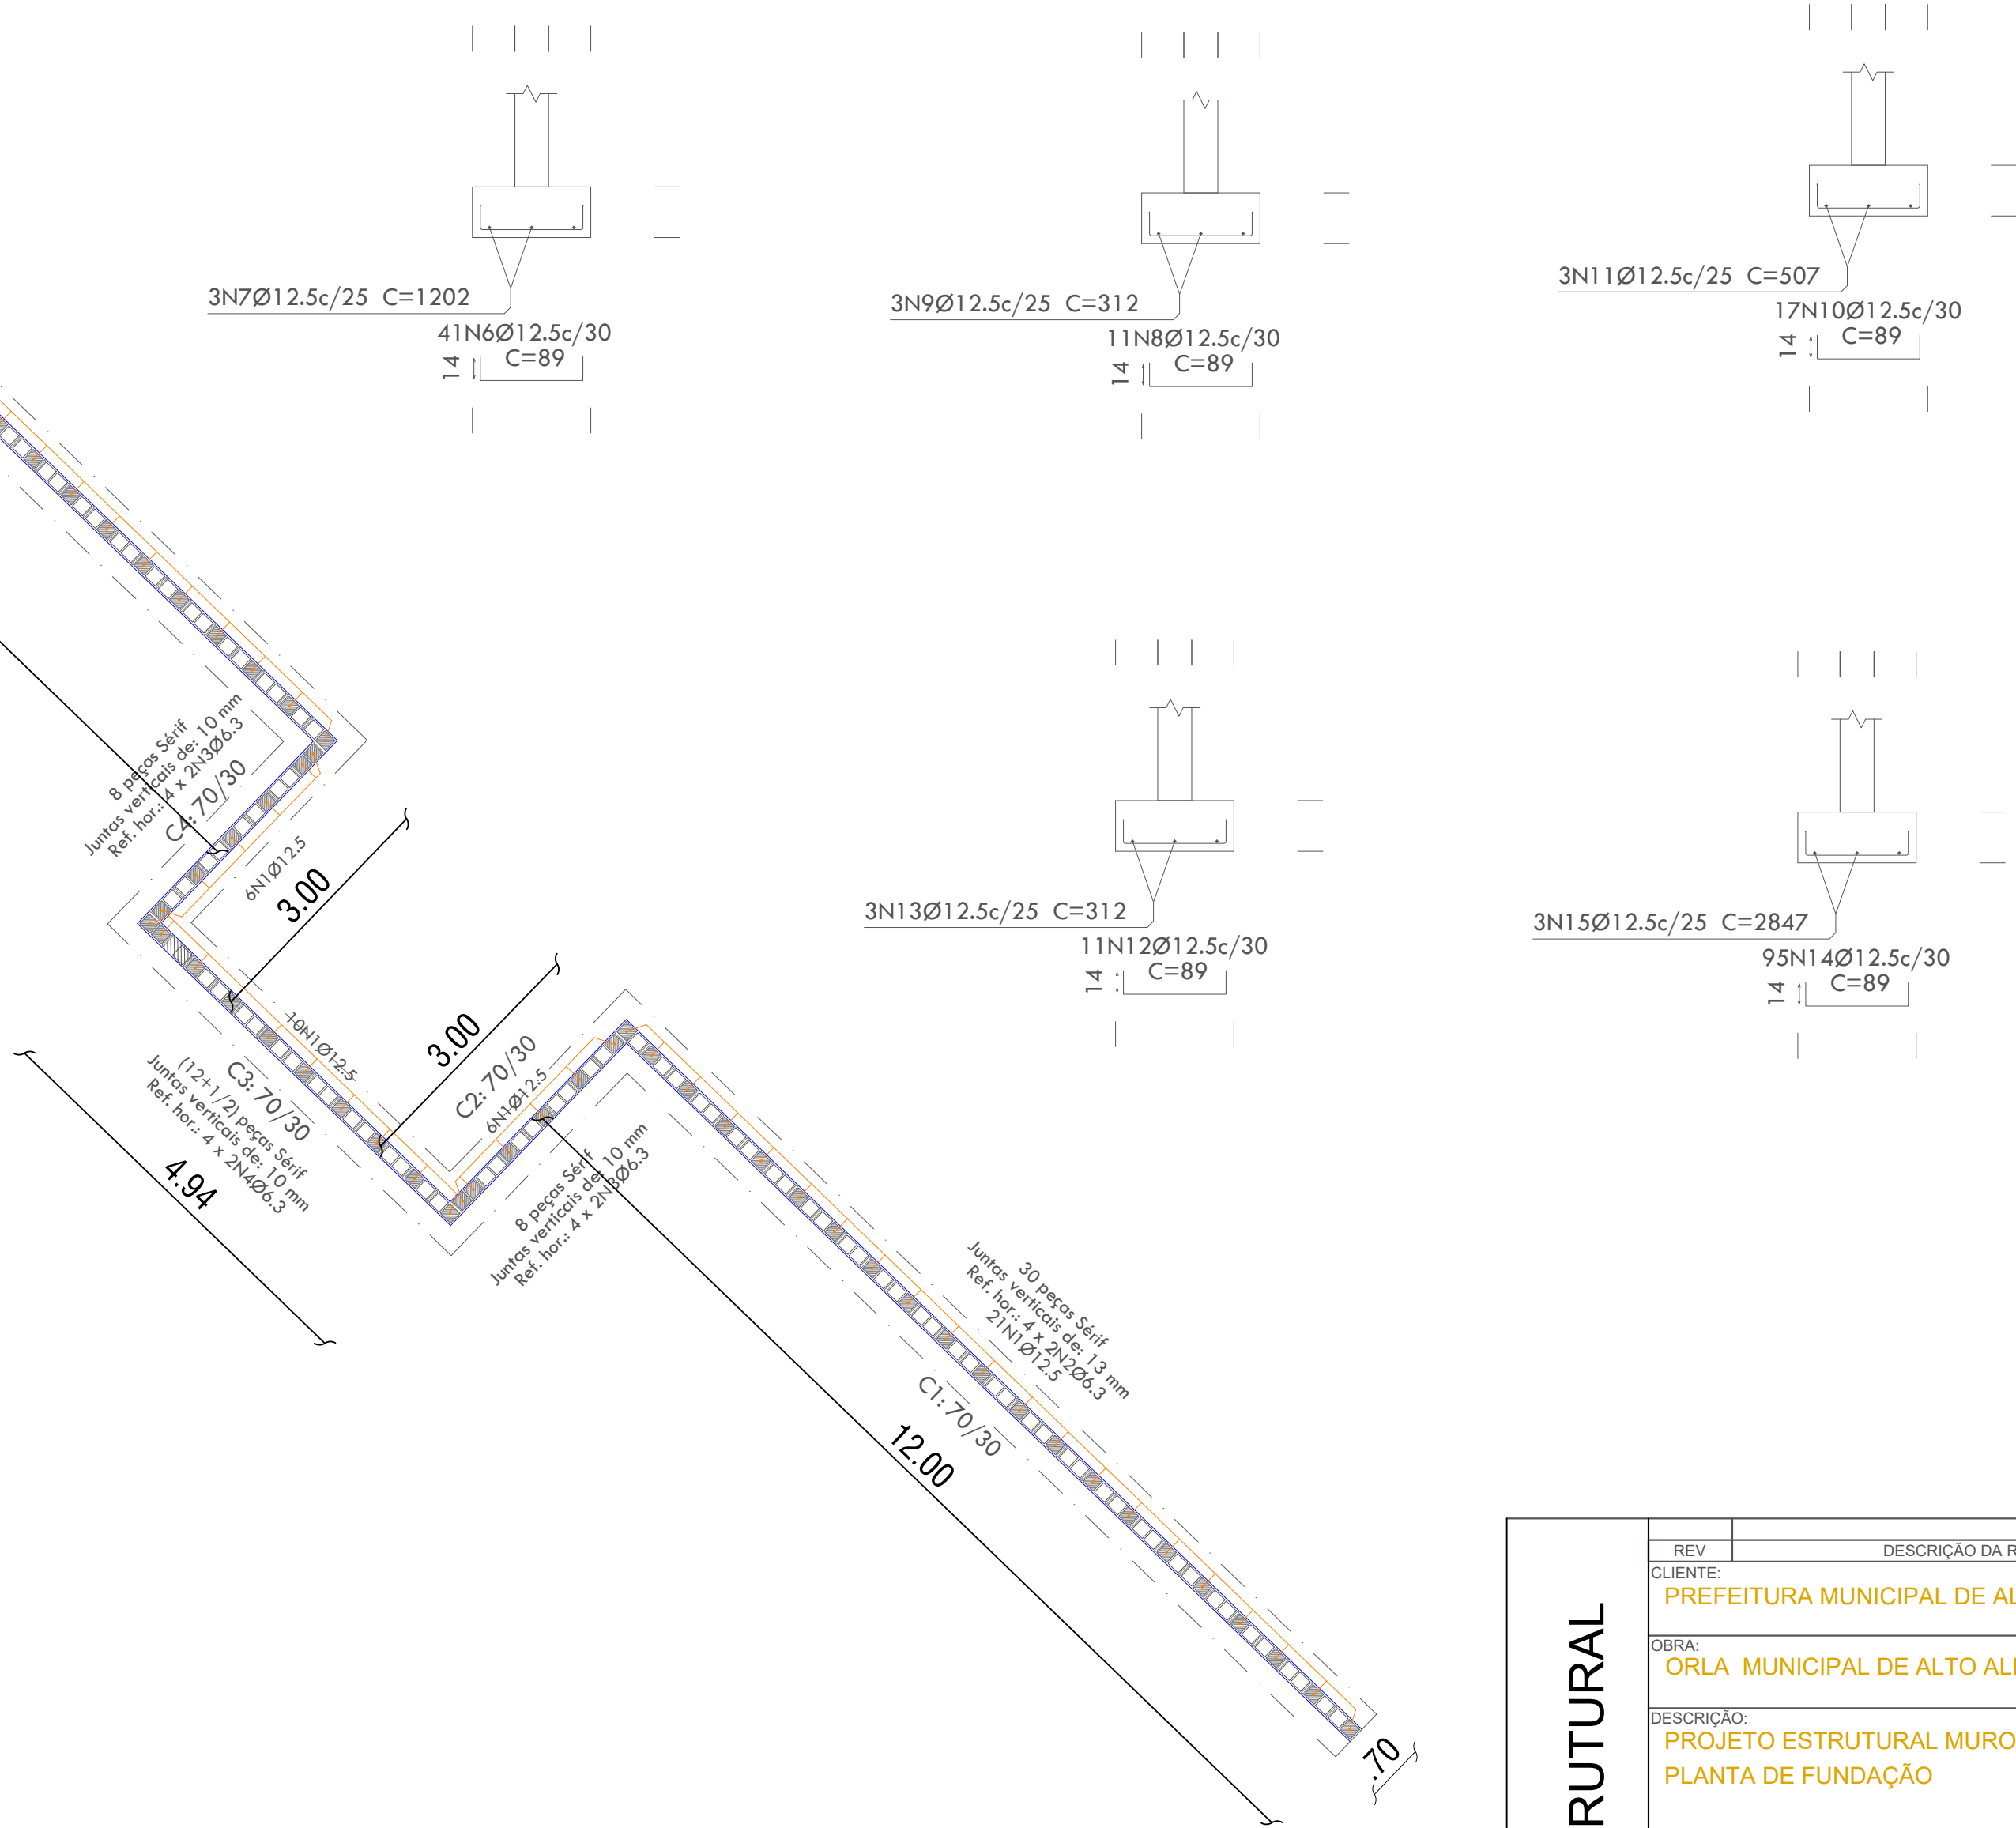 3N7Ø12.5c/25 C=1202
41N6Ø12.5c/30
C=89
14
3N9Ø12.5c/25 C=312
11N8Ø12.5c/30
C=89
14
3N11Ø12.5c/25 C=507
17N10Ø12.5c/30
C=89
14
8 peças Sérif
Juntas verticais de: 10 mm
Ref. hor.: 4 x 2N3Ø6.3
C4: 70/30
6N1Ø12.5
3.00
3.00
10N1Ø12.5
C3: 70/30
(12+1/2) peças Sérif
Juntas verticais de: 10 mm
Ref. hor.: 4 x 2N4Ø6.3
4.94
C2: 70/30
6N1Ø12.5
8 peças Sérif
Juntas verticais de: 10 mm
Ref. hor.: 4 x 2N3Ø6.3
3N13Ø12.5c/25 C=312
11N12Ø12.5c/30
C=89
14
3N15Ø12.5c/25 C=2847
95N14Ø12.5c/30
C=89
14
30 peças Sérif
Juntas verticais de: 13 mm
Ref. hor.: 4 x 2N2Ø6.3
21N1Ø12.5
C1: 70/30
12.00
.70
RUTURAL
REV
DESCRIÇÃO DA R
CLIENTE:
PREFEITURA MUNICIPAL DE AL
OBRA:
ORLA MUNICIPAL DE ALTO AL
DESCRIÇÃO:
PROJETO ESTRUTURAL MURO
PLANTA DE FUNDAÇÃO